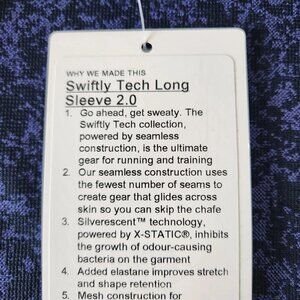 WHY WE MADE THIS
Swiftly Tech Long
Sleeve 2.0
1. Go ahead, get sweaty. The
Swiftly Tech collection,
powered by seamless
construction, is the ultimate
gear for running and training
2. Our seamless construction uses
the fewest number of seams to
create gear that glides across
skin so you can skip the chafe
3. Silverescent™ technology,
powered by X-STATIC®, inhibits
the growth of odour-causing
bacteria on the garment
4. Added elastane improves stretch
and shape retention
5. Mesh construction for